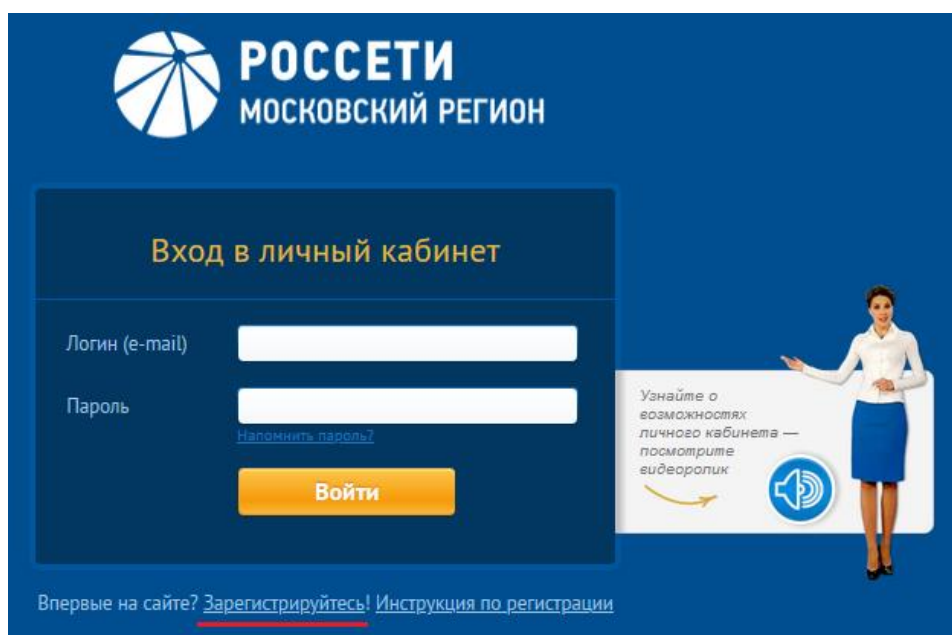 РОССЕТИ
МОСКОВСКИЙ РЕГИОН
Вход в личный кабинет
Логин (e-mail)
Пароль
Напомнить пароль?
Войти
Узнайте о
возможностях
личного кабинета —
посмотрите
видеоролик
Впервые на сайте? Зарегистрируйтесь! Инструкция по регистрации